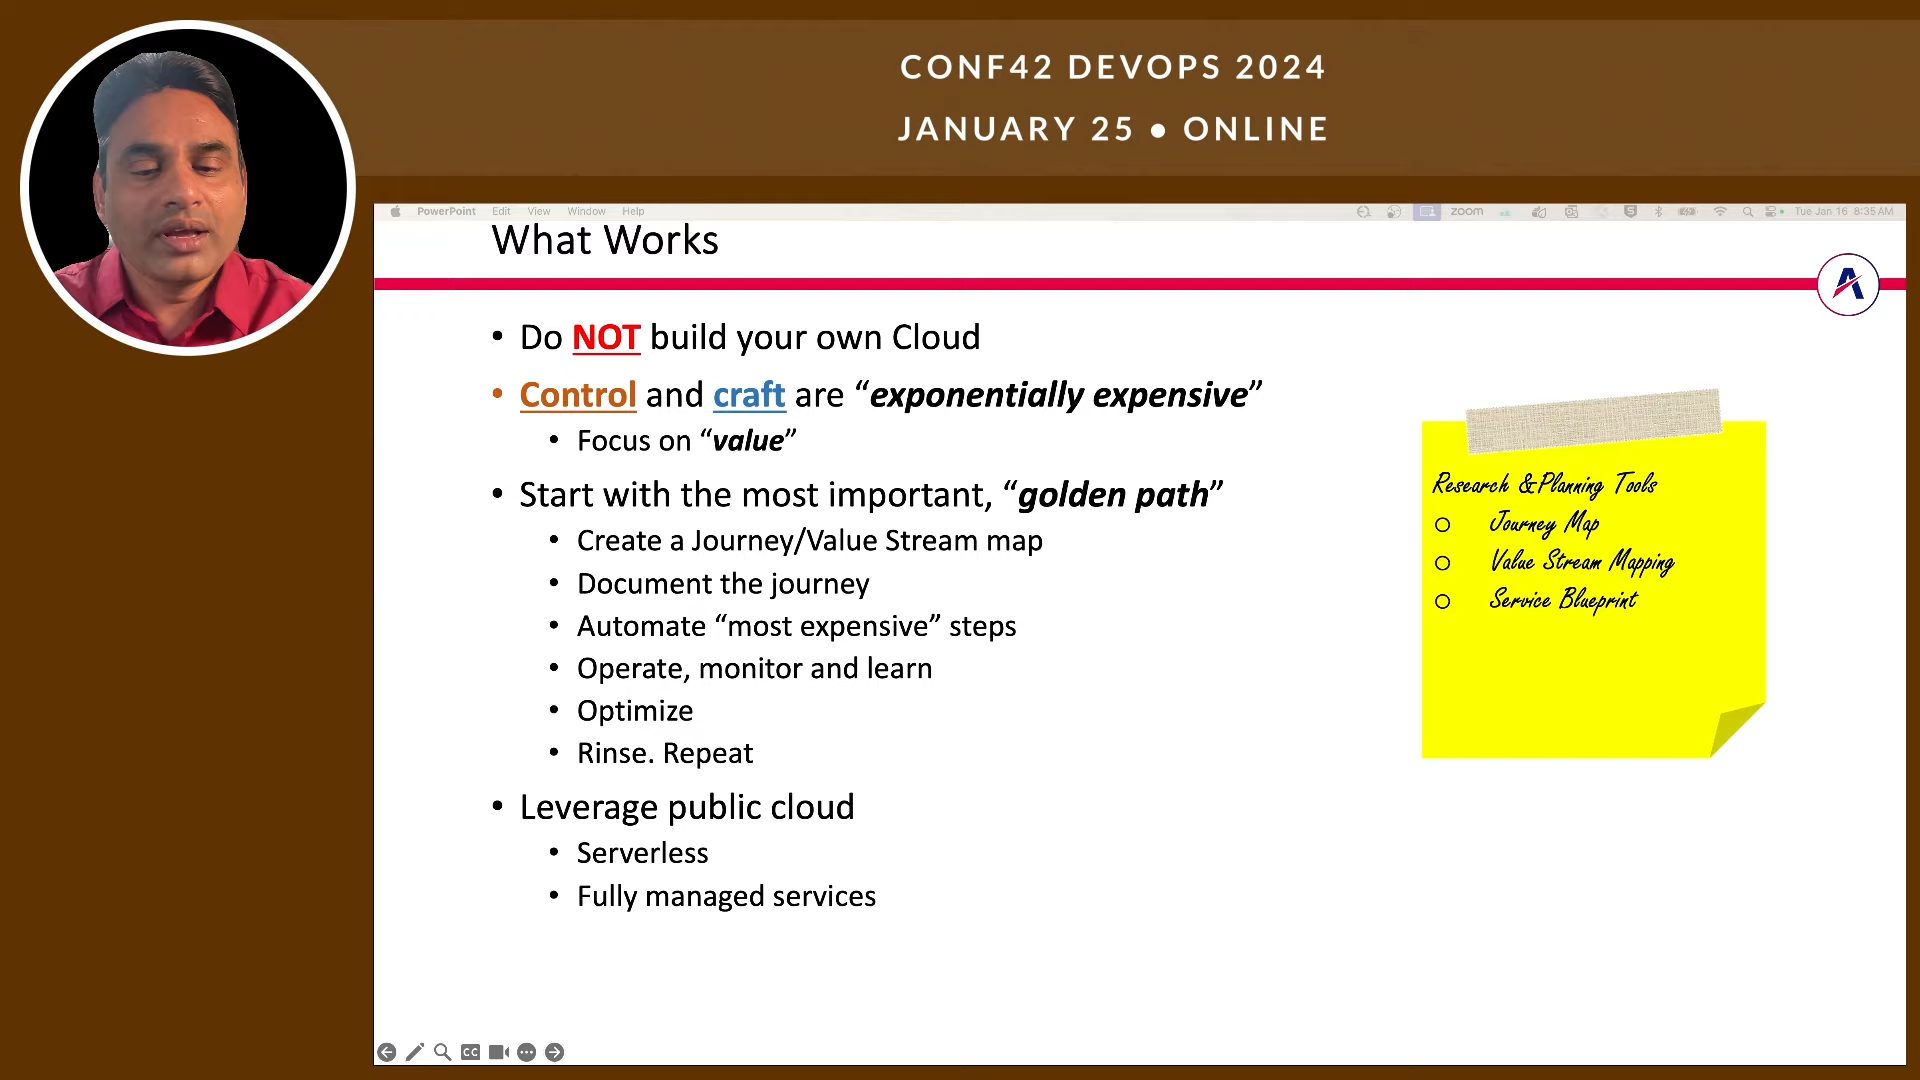 CONF42 DEVOPS 2024
JANUARY 25 • ONLINE
PowerPoint Edit View Window Help
zoom
Tue Jan 16 8:35 AM
What Works
A
• Do NOT build your own Cloud
• Control and craft are “exponentially expensive”
• Focus on “value”
• Start with the most important, “golden path”
• Create a Journey/Value Stream map
• Document the journey
• Automate “most expensive” steps
• Operate, monitor and learn
• Optimize
• Rinse. Repeat
• Leverage public cloud
• Serverless
• Fully managed services
Research &Planning Tools
o Journey Map
o Value Stream Mapping
o Service Blueprint
CC